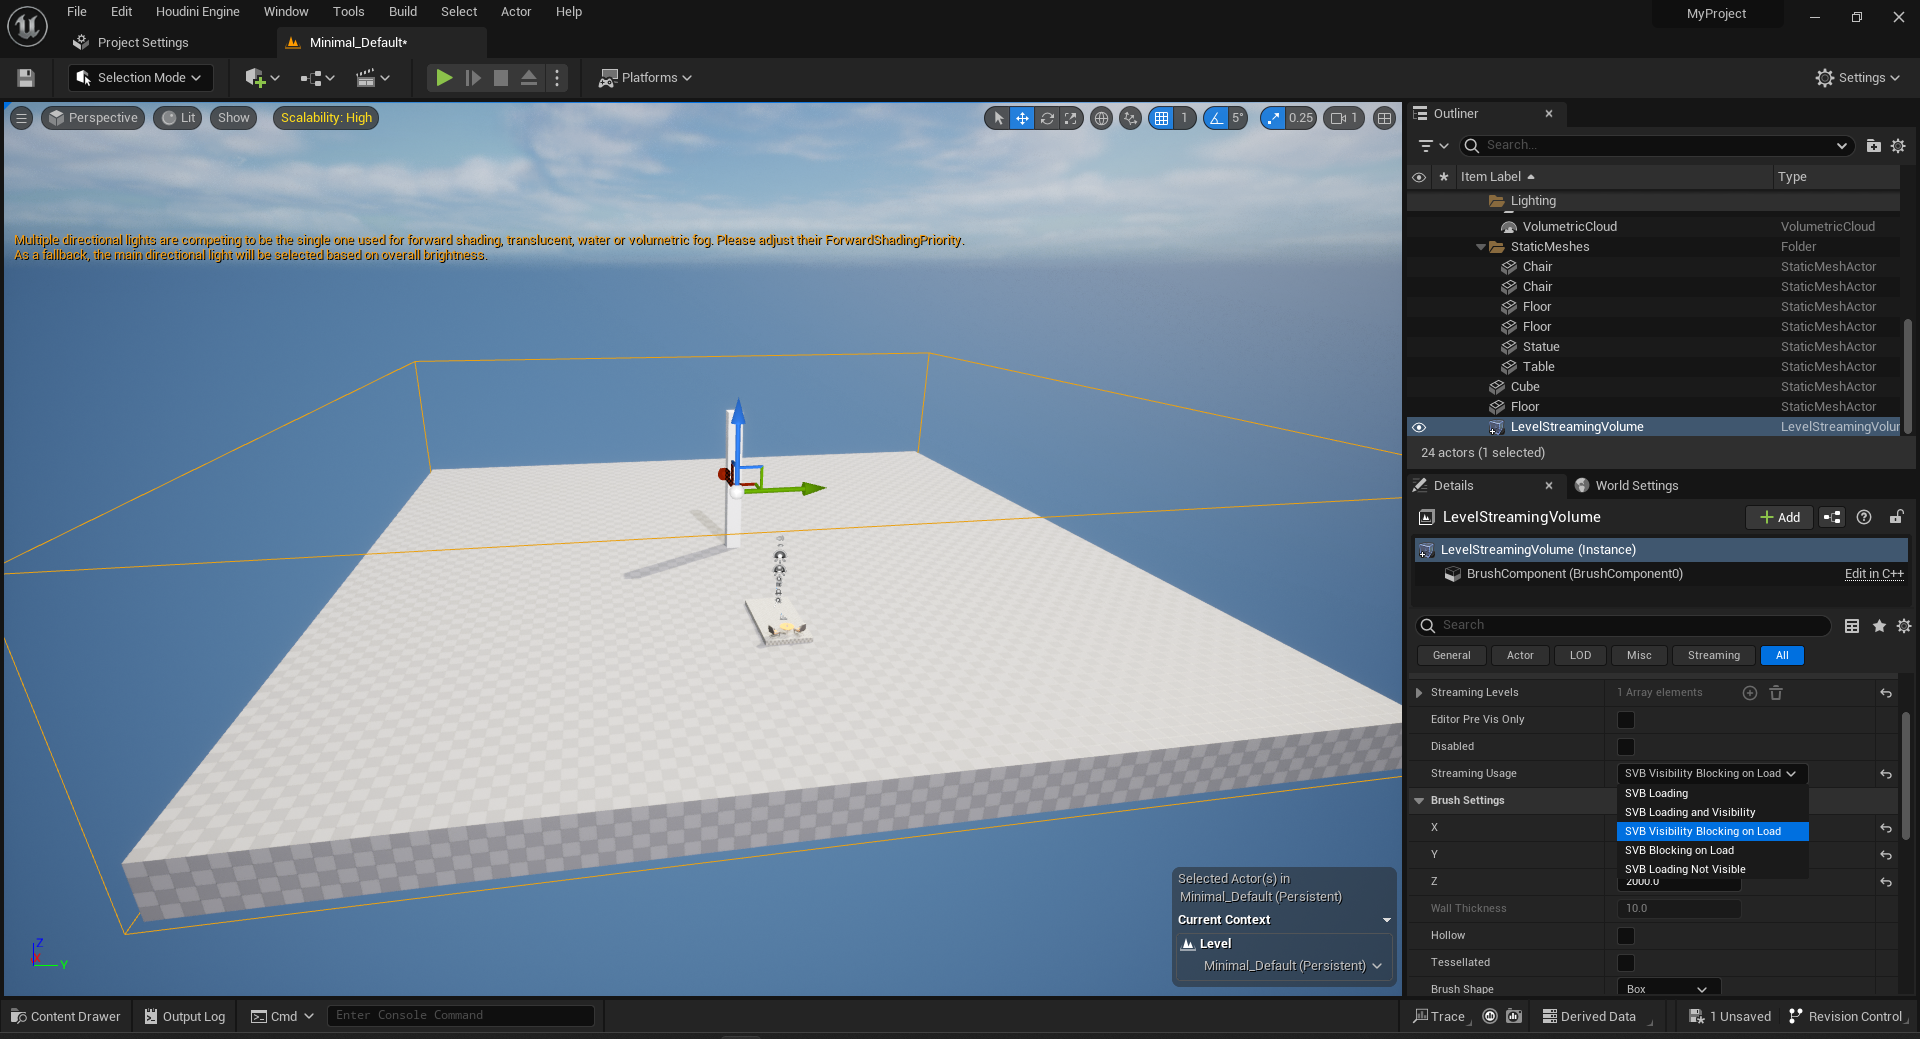 File Edit Houdini Engine Window Tools Build Select Actor Help
MyProject
Project Settings
Minimal_Default*
Selection Mode
Platforms
Settings
Perspective Lit Show Scalability: High
1 5° 0.25 1
Multiple directional lights are competing to be the single one used for forward shading, translucent, water or volumetric fog. Please adjust their ForwardShadingPriority.
As a fallback, the main directional light will be selected based on overall brightness.
Z
X
Y
Selected Actor(s) in
Minimal_Default (Persistent)
Current Context
Level
Minimal_Default (Persistent)
Outliner
Search...
Item Label Type
Lighting
VolumetricCloud VolumetricCloud
StaticMeshes Folder
Chair StaticMeshActor
Chair StaticMeshActor
Floor StaticMeshActor
Floor StaticMeshActor
Statue StaticMeshActor
Table StaticMeshActor
Cube StaticMeshActor
Floor StaticMeshActor
LevelStreamingVolume LevelStreamingVolur
24 actors (1 selected)
Details World Settings
LevelStreamingVolume Add
LevelStreamingVolume (Instance)
BrushComponent (BrushComponent0) Edit in C++
Search
General Actor LOD Misc Streaming All
Streaming Levels 1 Array elements
Editor Pre Vis Only
Disabled
Streaming Usage SVB Visibility Blocking on Load
SVB Loading
Brush Settings
SVB Loading and Visibility
X
SVB Visibility Blocking on Load
Y
SVB Blocking on Load
SVB Loading Not Visible
Z 2000.0
Wall Thickness 10.0
Hollow
Tessellated
Brush Shape Box
Content Drawer Output Log Cmd Enter Console Command
Trace Derived Data 1 Unsaved Revision Control